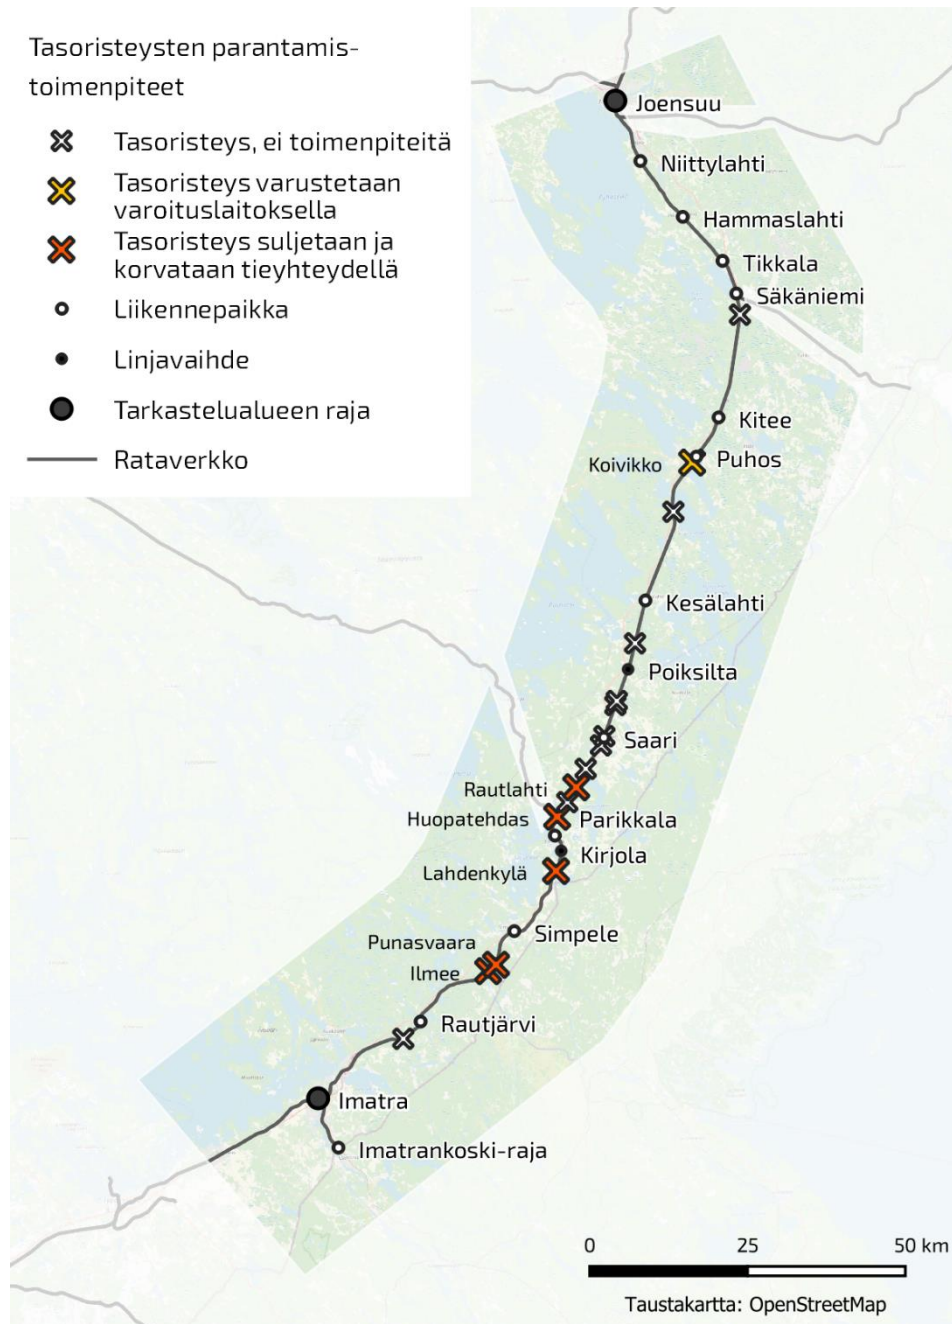 Tasoristeysten parantamis-
toimenpiteet
Tasoristeys, ei toimenpiteitä
Tasoristeys varustetaan
varoituslaitoksella
Tasoristeys suljetaan ja
korvataan tieyhteydellä
Liikennepaikka
Linjavaihde
Tarkastelualueen raja
Rataverkko
Joensuu
Niittylahti
Hammaslahti
Tikkala
Säkäniemi
Kitee
Koivikko
Puhos
Kesälahti
Poiksilta
Saari
Rautlahti
Huopatehdas
Parikkala
Kirjola
Lahdenkylä
Simpele
Punasvaara
Ilmee
Rautjärvi
Imatra
Imatrankoski-raja
0 25 50 km
Taustakartta: OpenStreetMap